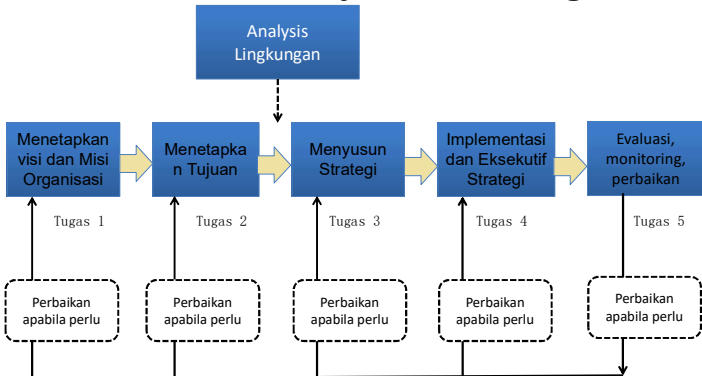 Analysis
Lingkungan
Menetapkan
visi dan Misi
Organisasi
Menetapka
n Tujuan
Menyusun
Strategi
Implementasi
dan Eksekutif
Strategi
Evaluasi,
monitoring,
perbaikan
Tugas 1
Tugas 2
Tugas 3
Tugas 4
Tugas 5
Perbaikan
apabila perlu
Perbaikan
apabila perlu
Perbaikan
apabila perlu
Perbaikan
apabila perlu
Perbaikan
apabila perlu